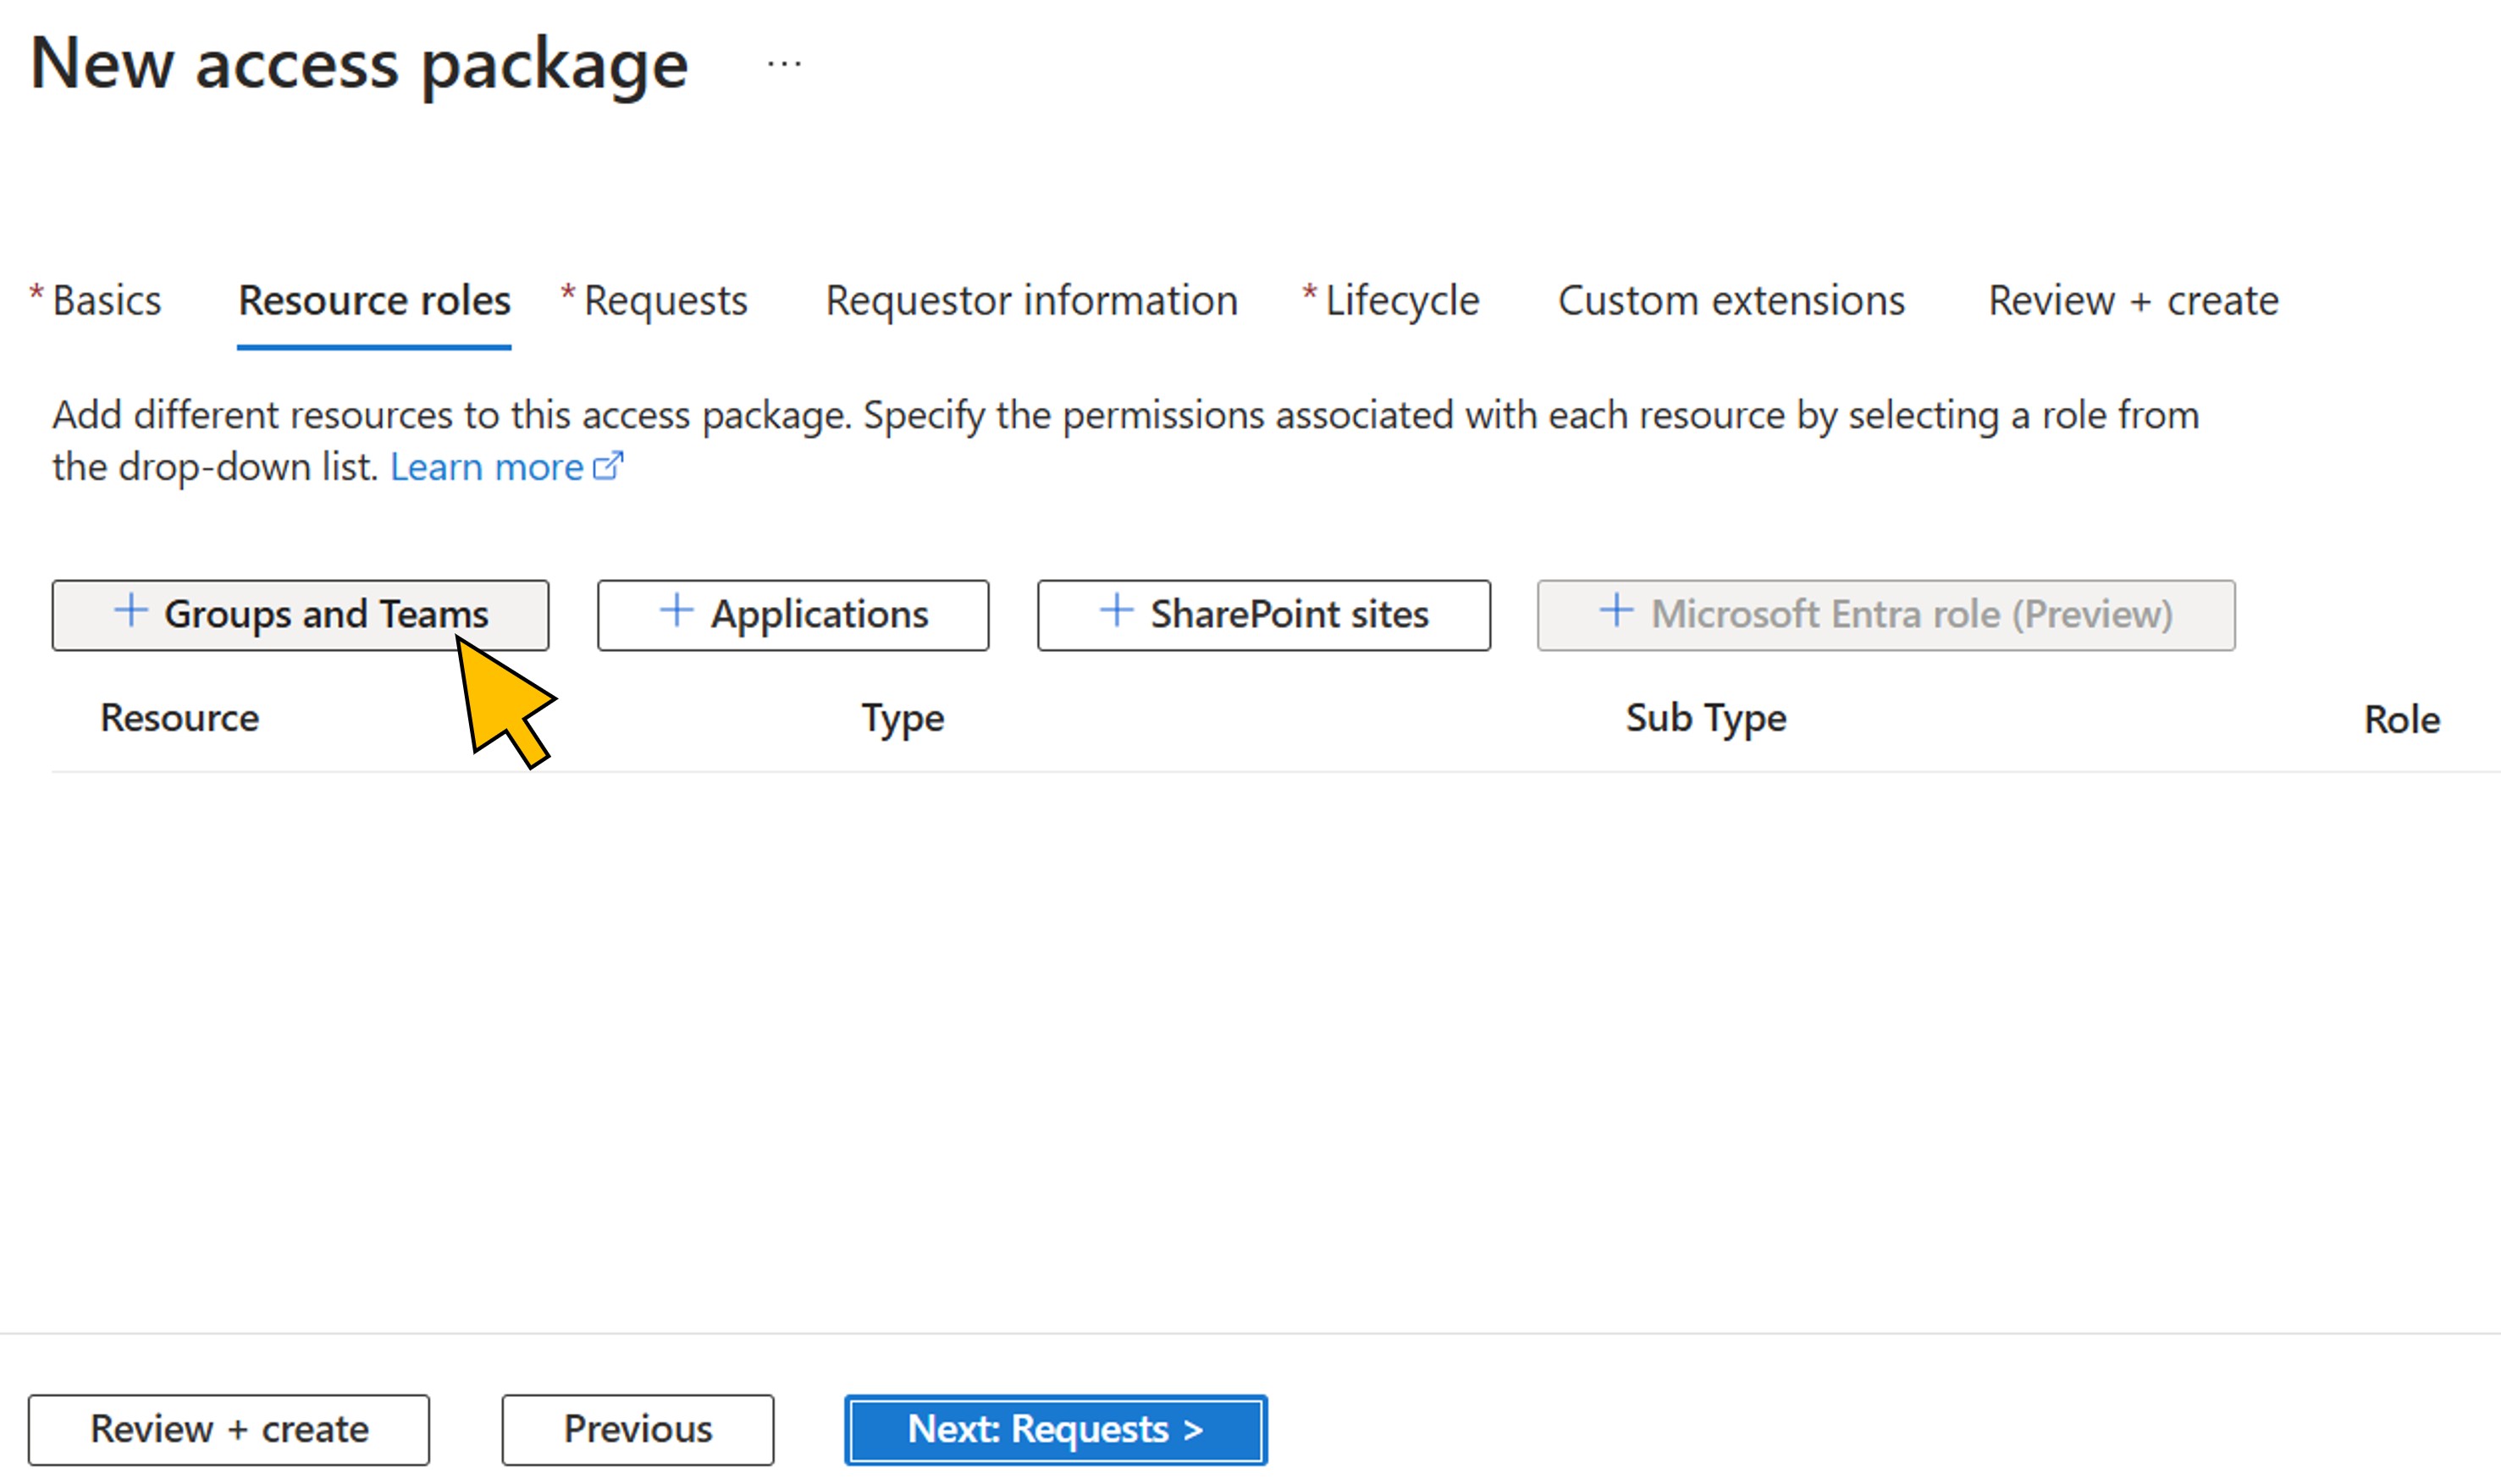 New access package ...
* Basics Resource roles * Requests Requestor information * Lifecycle Custom extensions Review + create
Add different resources to this access package. Specify the permissions associated with each resource by selecting a role from
the drop-down list. Learn more
+ Groups and Teams + Applications + SharePoint sites + Microsoft Entra role (Preview)
Resource Type Sub Type Role
Review + create Previous Next: Requests >